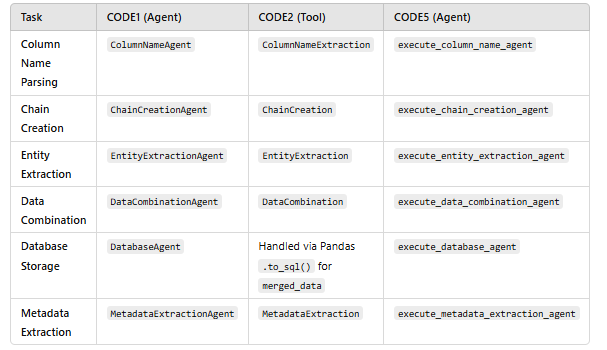 Task CODE1 (Agent) CODE2 (Tool) CODE5 (Agent)
Column ColumnNameAgent ColumnNameExtraction execute_column_name_agent
Name
Parsing
Chain ChainCreationAgent ChainCreation execute_chain_creation_agent
Creation
Entity EntityExtractionAgent EntityExtraction execute_entity_extraction_agent
Extraction
Data DataCombinationAgent DataCombination execute_data_combination_agent
Combination
Database DatabaseAgent Handled via Pandas execute_database_agent
Storage .to_sql() for
merged_data
Metadata MetadataExtractionAgent MetadataExtraction execute_metadata_extraction_agent
Extraction